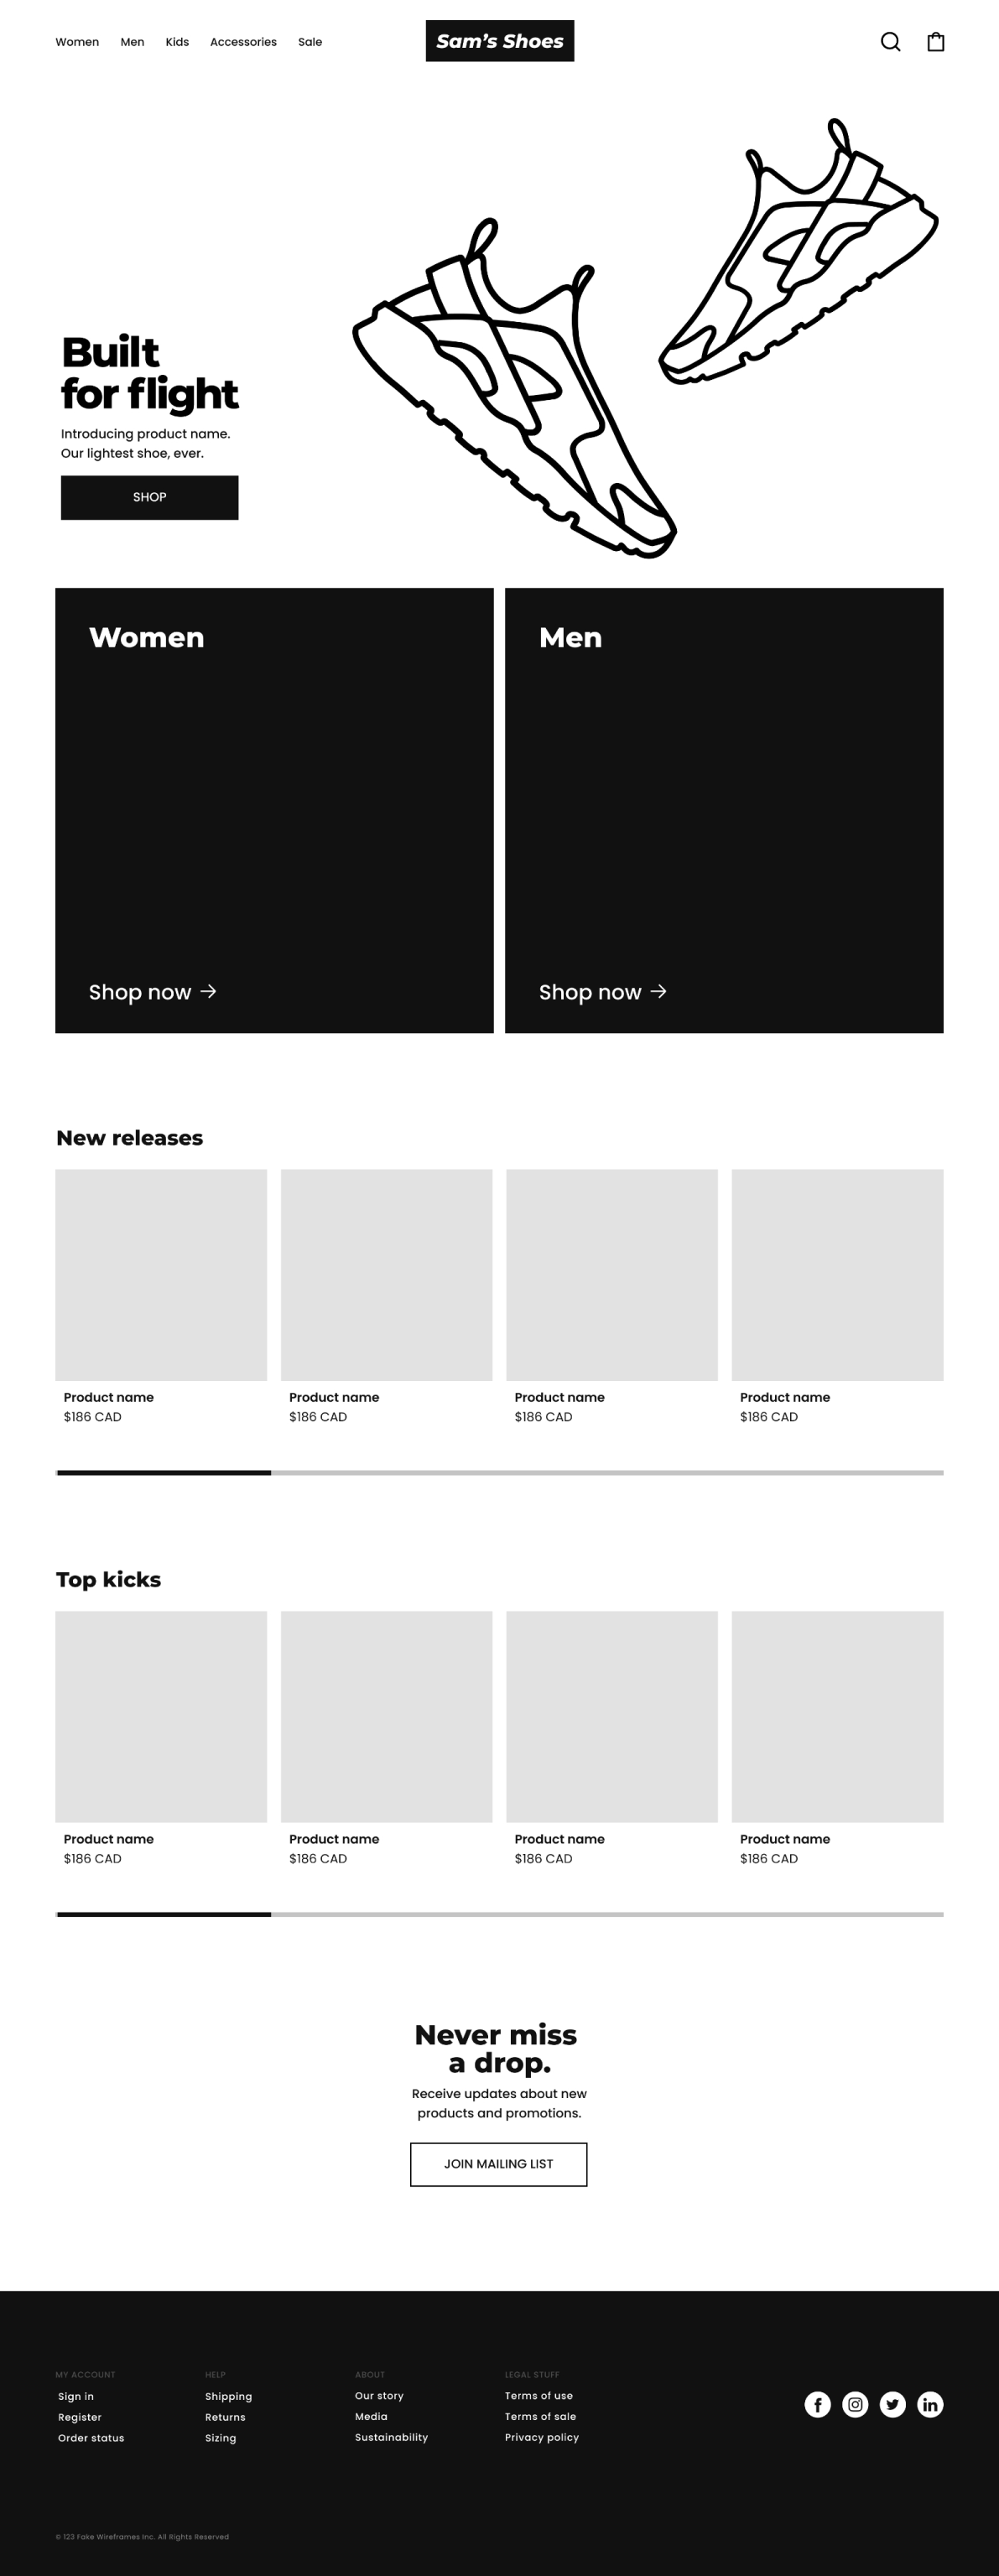 Women Men Kids Accessories Sale
Sam’s Shoes
Built
for flight
Introducing product name.
Our lightest shoe, ever.
SHOP
Women
Shop now →
Men
Shop now →
New releases
Product name
$186 CAD
Product name
$186 CAD
Product name
$186 CAD
Product name
$186 CAD
Top kicks
Product name
$186 CAD
Product name
$186 CAD
Product name
$186 CAD
Product name
$186 CAD
Never miss
a drop.
Receive updates about new
products and promotions.
JOIN MAILING LIST
MY ACCOUNT
Sign in
Register
Order status
HELP
Shipping
Returns
Sizing
ABOUT
Our story
Media
Sustainability
LEGAL STUFF
Terms of use
Terms of sale
Privacy policy
© 123 Fake Wireframes Inc. All Rights Reserved